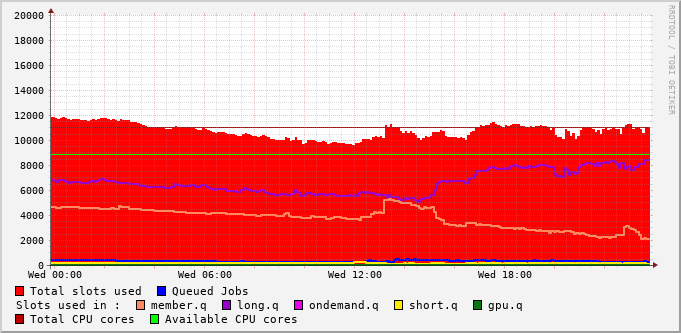 20000
18000
16000
14000
12000
10000
8000
6000
4000
2000
0
Wed 00:00 Wed 06:00 Wed 12:00 Wed 18:00
Total slots used Queued Jobs
Slots used in : member.q long.q ondemand.q short.q gpu.q
Total CPU cores Available CPU cores
RRDTOOL / TOBI OETIKER